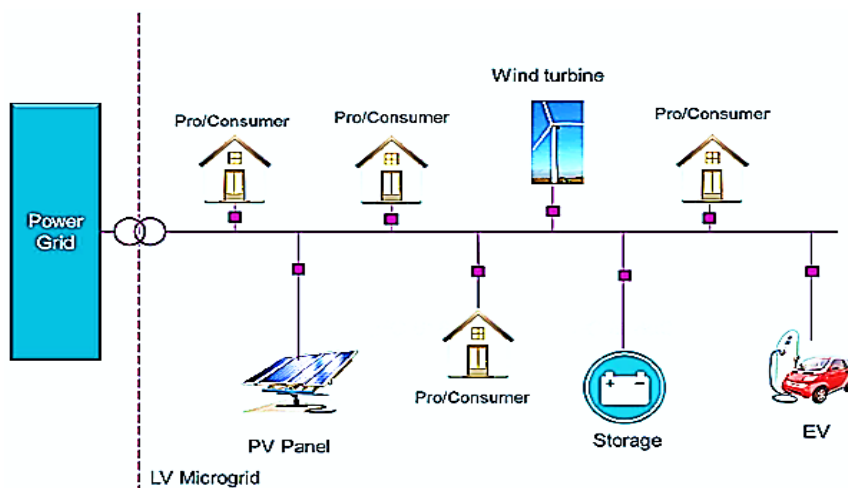 Wind turbine
Pro/Consumer
Pro/Consumer
Pro/Consumer
Power
Grid
Pro/Consumer
PV Panel
Storage
EV
LV Microgrid